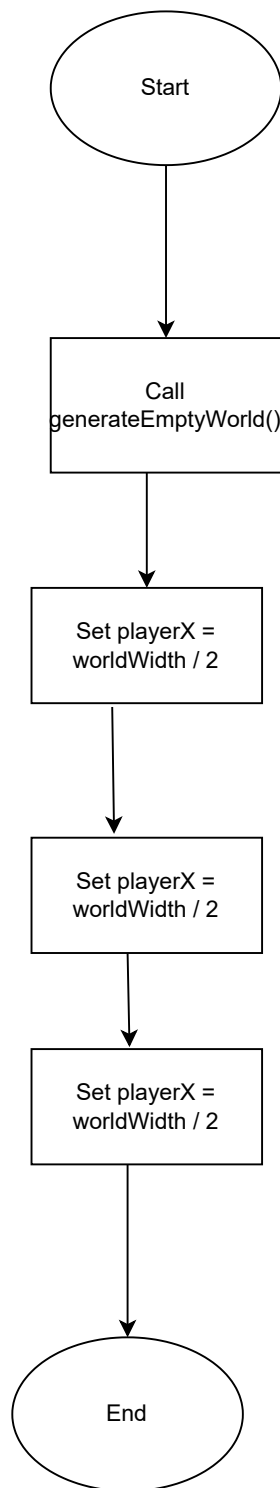 Start
Call
generateEmptyWorld()
Set playerX =
worldWidth / 2
Set playerX =
worldWidth / 2
Set playerX =
worldWidth / 2
End